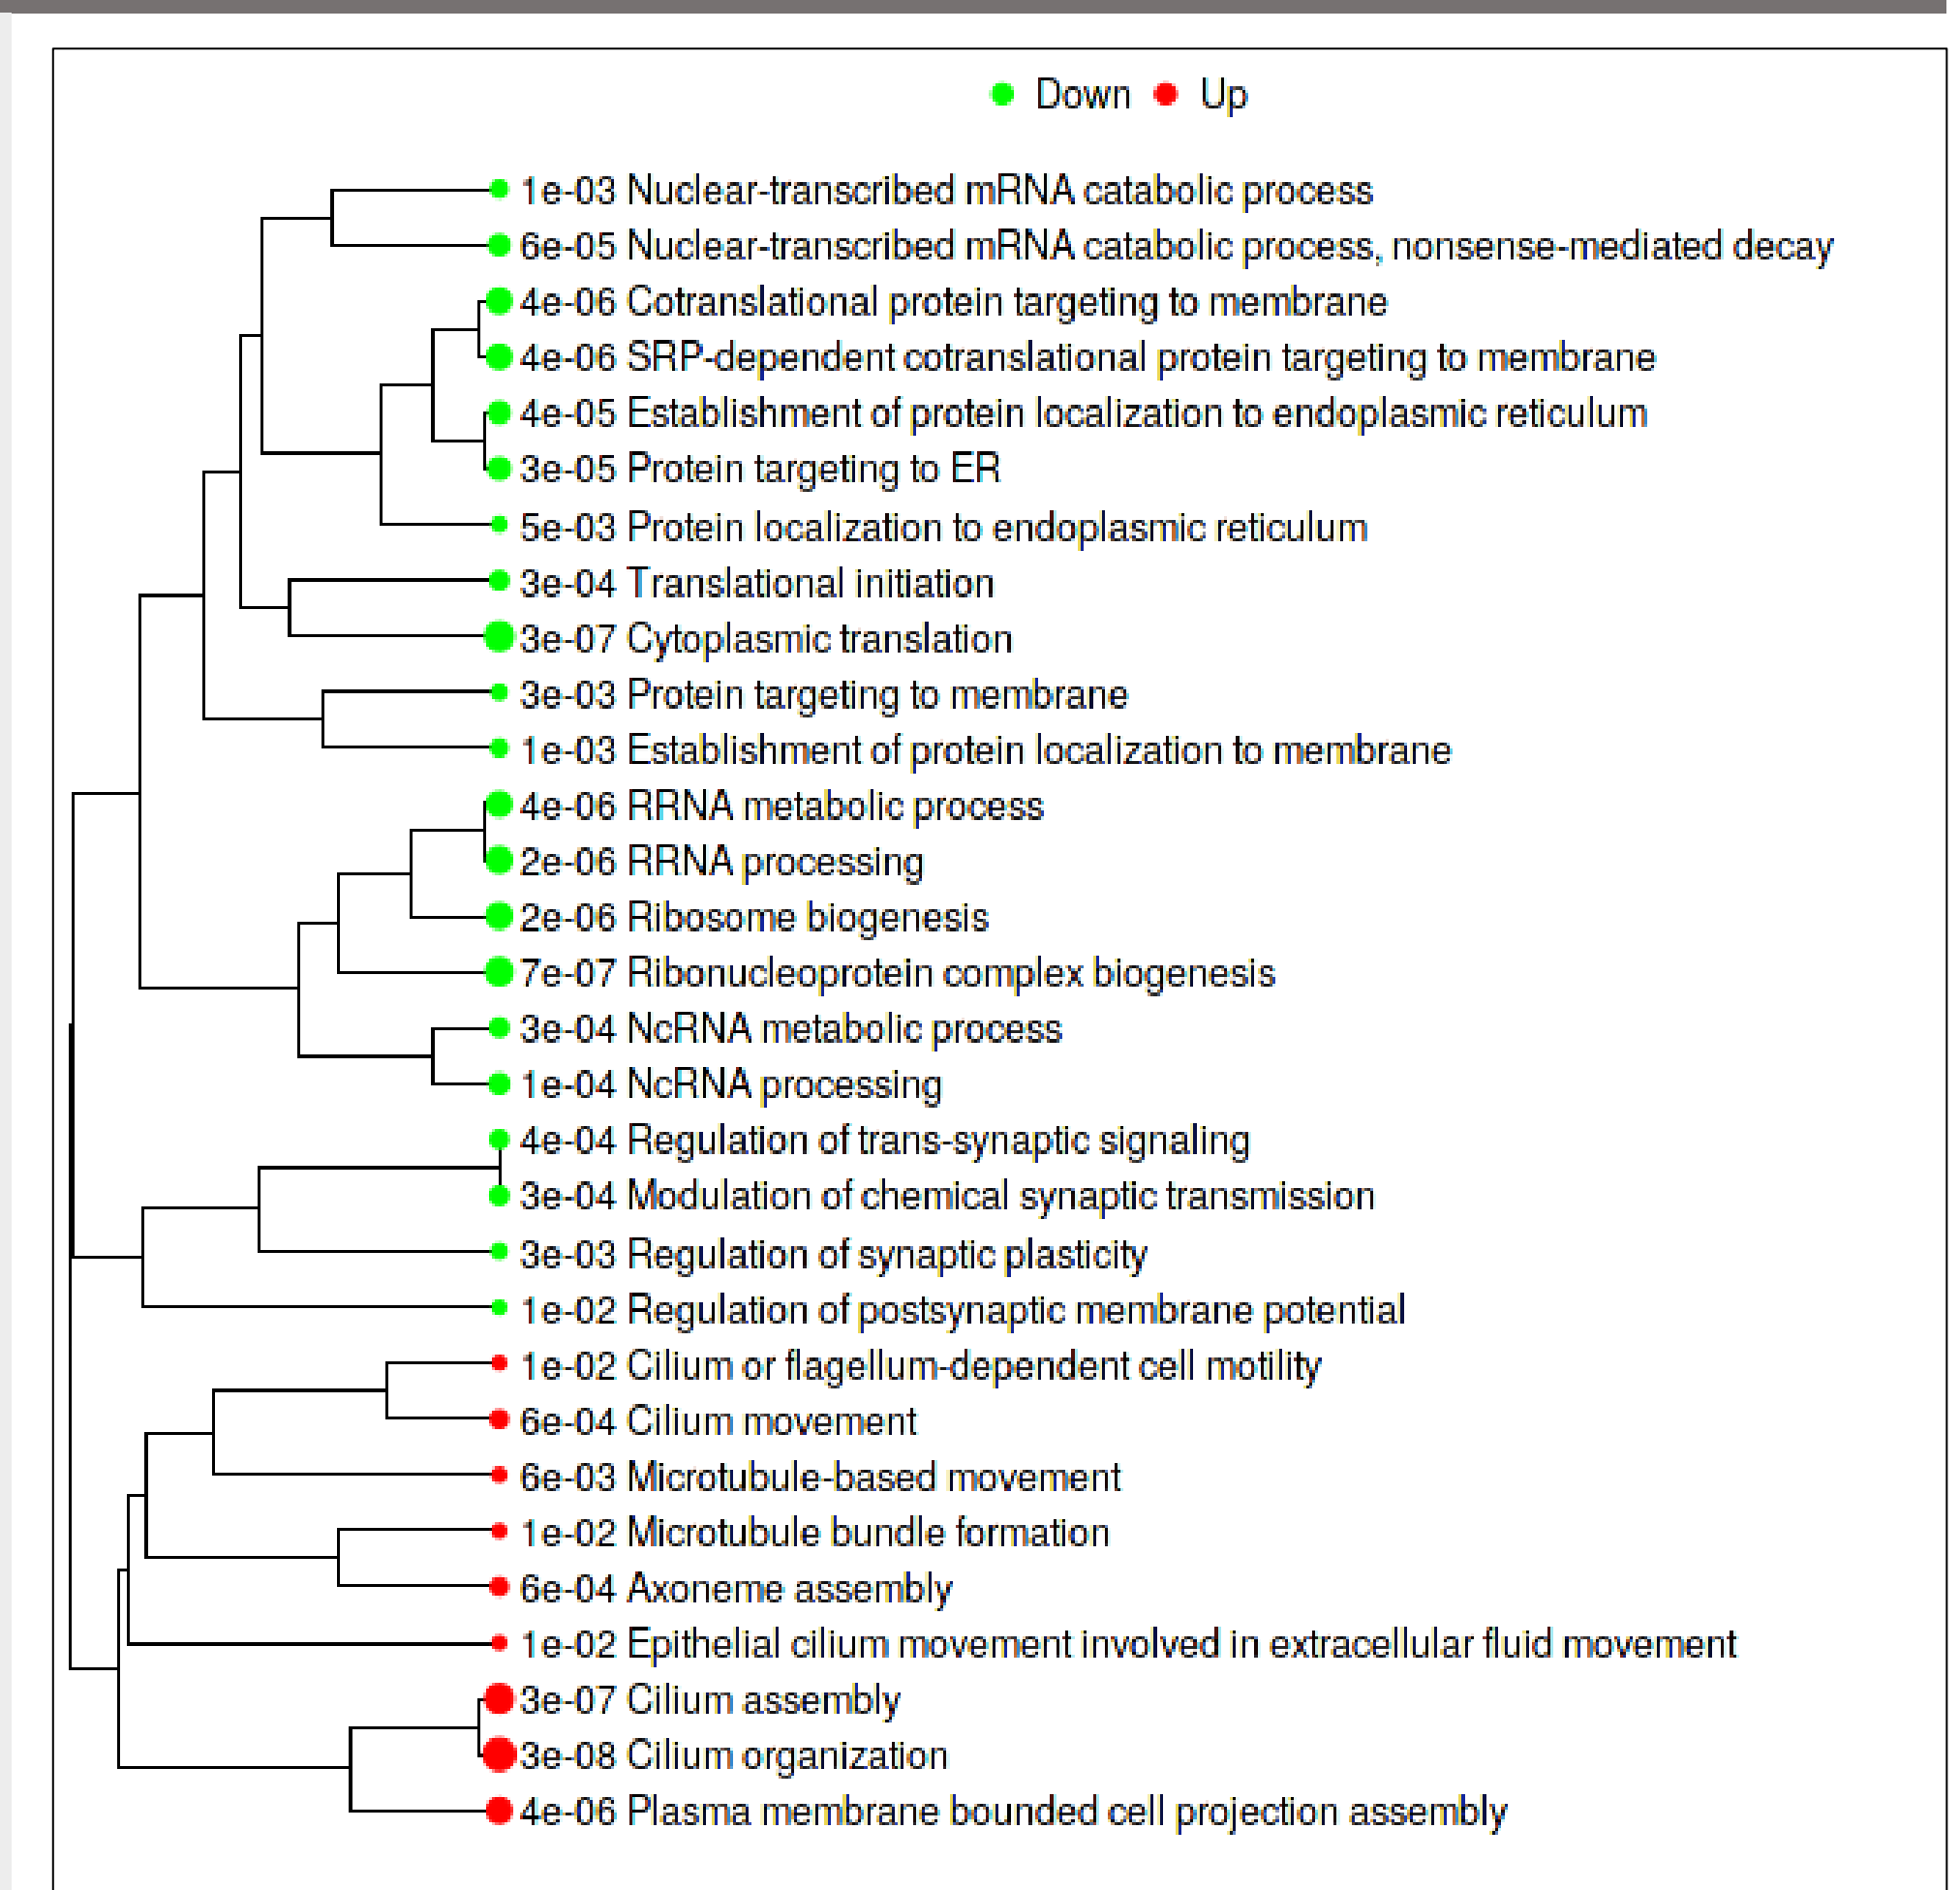 Down Up
1e-03 Nuclear-transcribed mRNA catabolic process
6e-05 Nuclear-transcribed mRNA catabolic process, nonsense-mediated decay
4e-06 Cotranslational protein targeting to membrane
4e-06 SRP-dependent cotranslational protein targeting to membrane
4e-05 Establishment of protein localization to endoplasmic reticulum
3e-05 Protein targeting to ER
5e-03 Protein localization to endoplasmic reticulum
3e-04 Translational initiation
3e-07 Cytoplasmic translation
3e-03 Protein targeting to membrane
1e-03 Establishment of protein localization to membrane
4e-06 RRNA metabolic process
2e-06 RRNA processing
2e-06 Ribosome biogenesis
7e-07 Ribonucleoprotein complex biogenesis
3e-04 NcRNA metabolic process
1e-04 NcRNA processing
4e-04 Regulation of trans-synaptic signaling
3e-04 Modulation of chemical synaptic transmission
3e-03 Regulation of synaptic plasticity
1e-02 Regulation of postsynaptic membrane potential
1e-02 Cilium or flagellum-dependent cell motility
6e-04 Cilium movement
6e-03 Microtubule-based movement
1e-02 Microtubule bundle formation
6e-04 Axoneme assembly
1e-02 Epithelial cilium movement involved in extracellular fluid movement
3e-07 Cilium assembly
3e-08 Cilium organization
4e-06 Plasma membrane bounded cell projection assembly